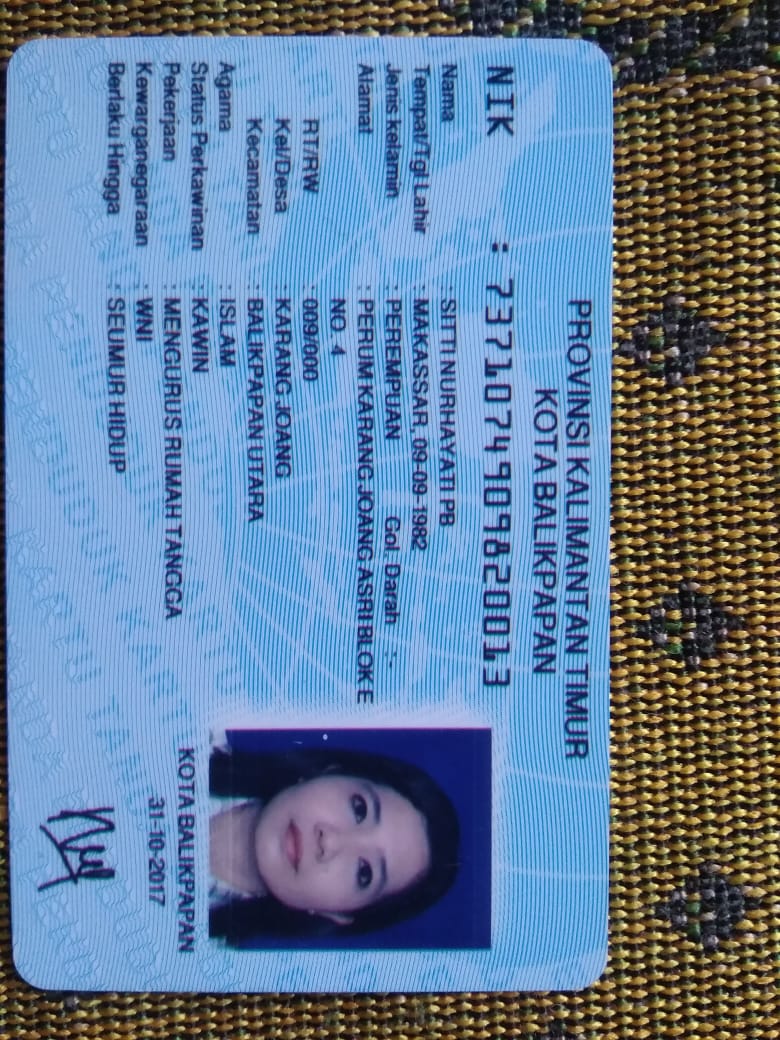 PROVINSI KALIMANTAN TIMUR
KOTA BALIKPAPAN
NIK : 7371074909820013
Nama : SITTI NURHAYATI PB
Tempat/Tgl Lahir : MAKASSAR, 09-09-1982
Jenis kelamin : PEREMPUAN Gol. Darah : -
Alamat : PERUM KARANG JOANG ASRI BLOK E
NO. 4
RT/RW : 009/000
Kel/Desa : KARANG JOANG
Kecamatan : BALIKPAPAN UTARA
Agama : ISLAM
Status Perkawinan : KAWIN
Pekerjaan : MENGURUS RUMAH TANGGA
Kewarganegaraan : WNI
Berlaku Hingga : SEUMUR HIDUP
KOTA BALIKPAPAN
31-10-2017